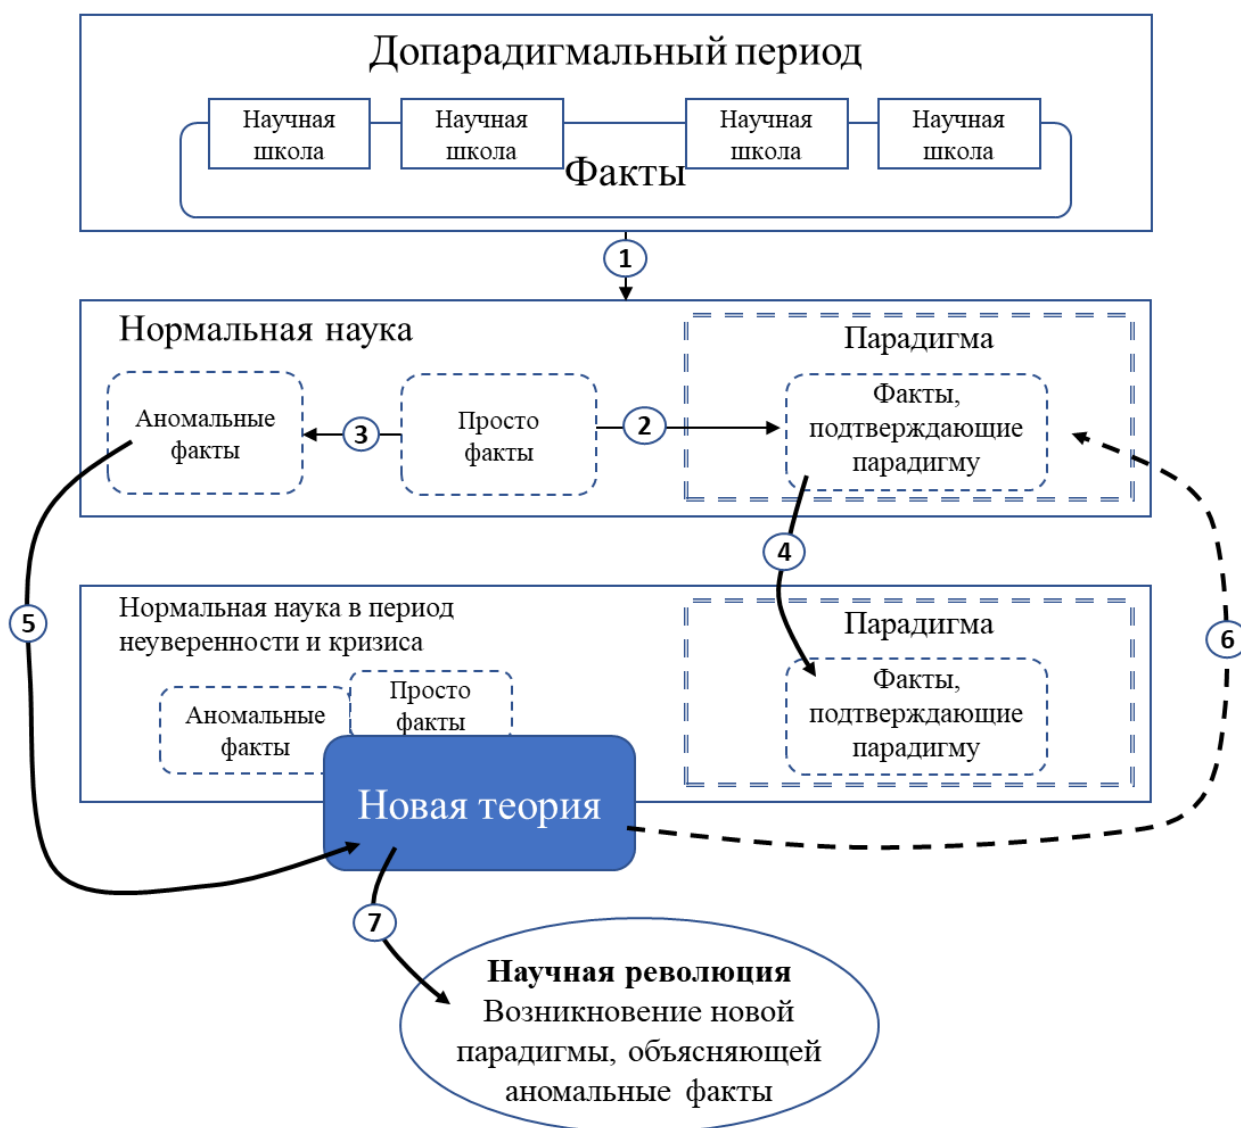 Допарадигмальный период
Научная
школа
Научная
школа
Научная
школа
Научная
школа
Факты
1
Нормальная наука
Парадигма
Аномальные
факты
3
Просто
факты
2
Факты,
подтверждающие
парадигму
4
5
Нормальная наука в период
неуверенности и кризиса
Парадигма
6
Аномальные
факты
Просто
факты
Факты,
подтверждающие
парадигму
Новая теория
7
Научная революция
Возникновение новой
парадигмы, объясняющей
аномальные факты